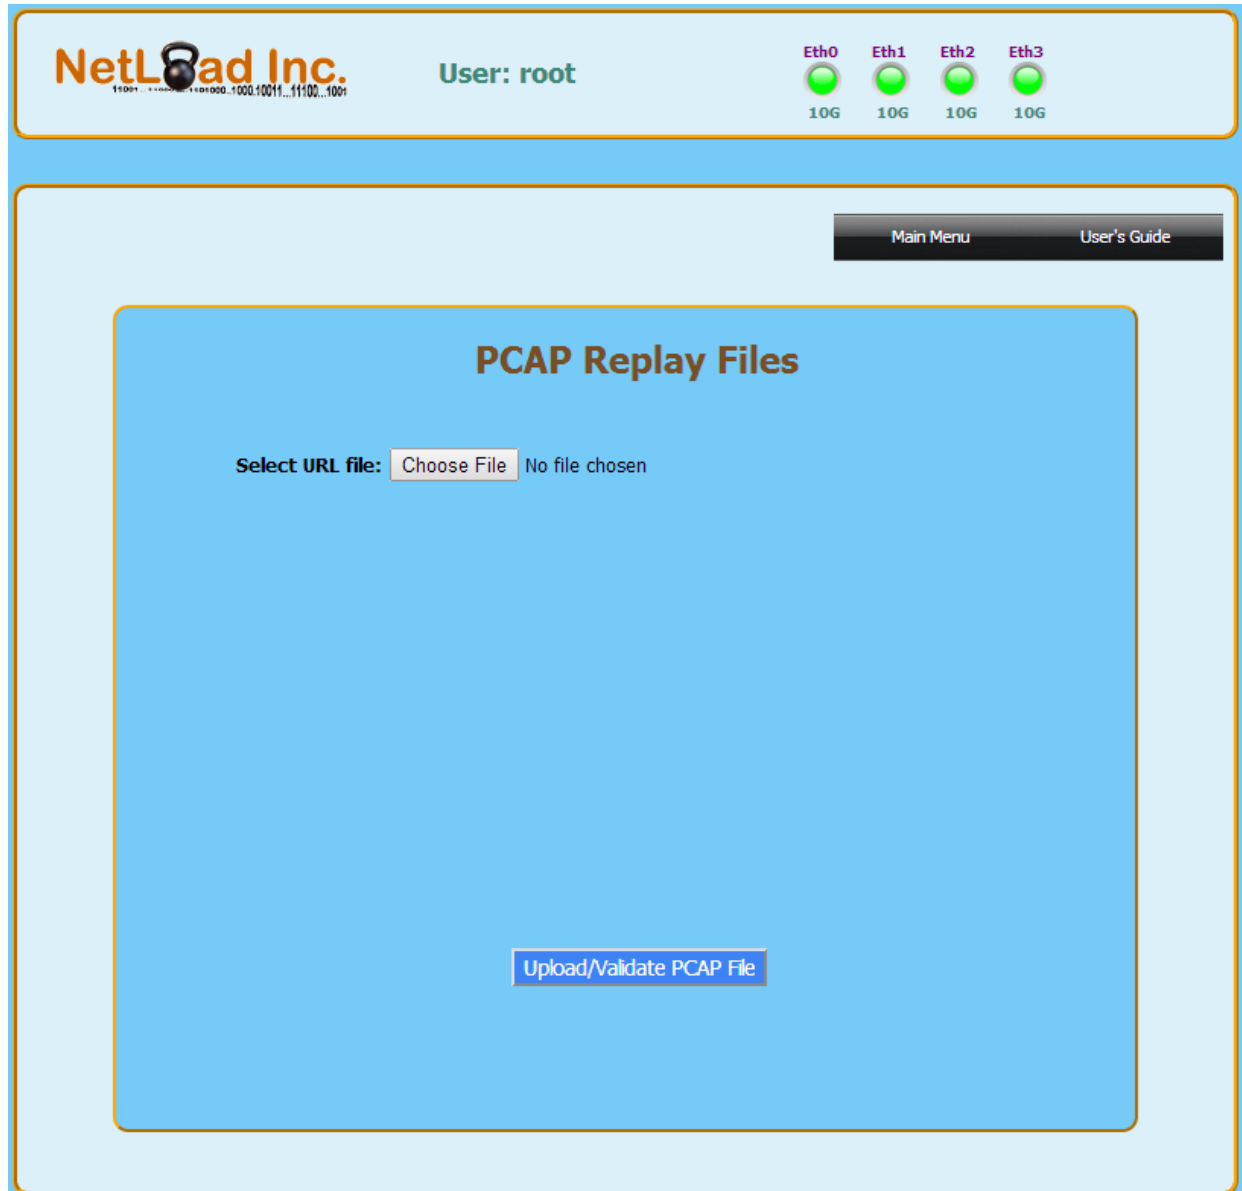 NetLoad Inc.
User: root
Eth0 Eth1 Eth2 Eth3
10G 10G 10G 10G
Main Menu User's Guide
PCAP Replay Files
Select URL file: Choose File No file chosen
Upload/Validate PCAP File